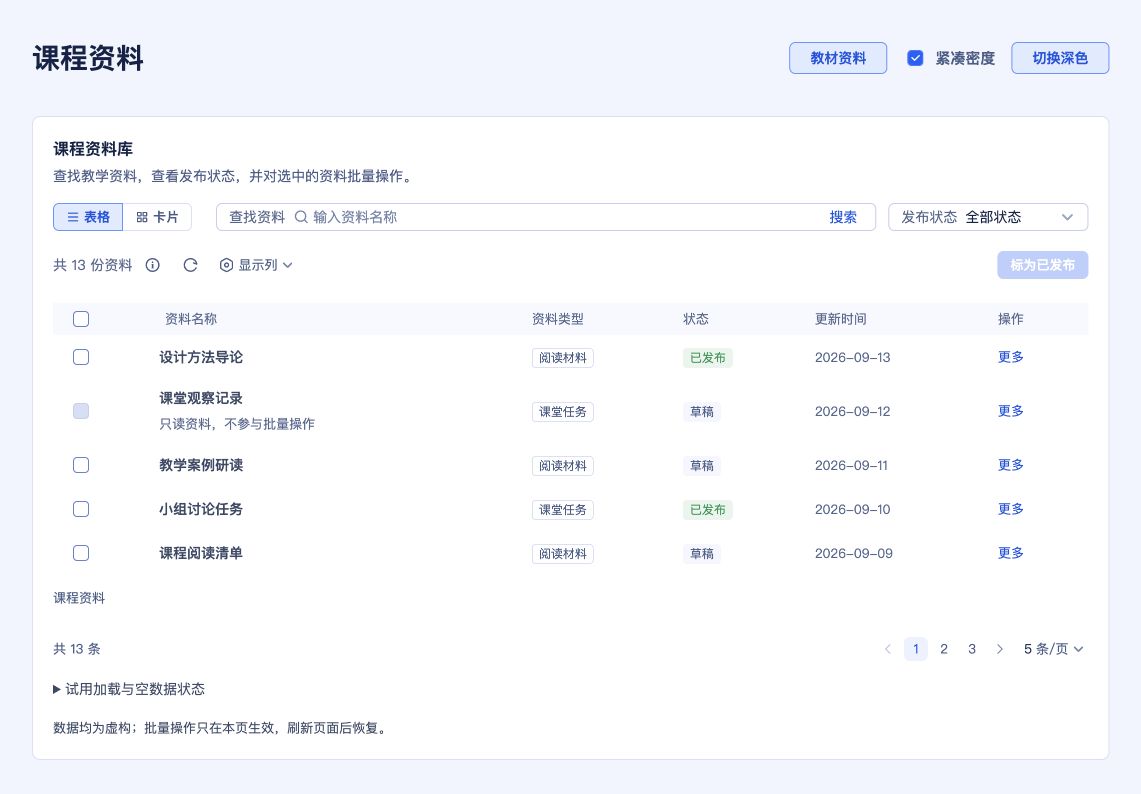 课程资料
教材资料 紧凑密度 切换深色
课程资料库
查找教学资料，查看发布状态，并对选中的资料批量操作。
表格 卡片 查找资料 输入资料名称 搜索 发布状态 全部状态
共 13 份资料 显示列 标为已发布
资料名称 资料类型 状态 更新时间 操作
设计方法导论 阅读材料 已发布 2026-09-13 更多
课堂观察记录
只读资料，不参与批量操作 课堂任务 草稿 2026-09-12 更多
教学案例研读 阅读材料 草稿 2026-09-11 更多
小组讨论任务 课堂任务 已发布 2026-09-10 更多
课程阅读清单 阅读材料 草稿 2026-09-09 更多
课程资料
共 13 条 1 2 3 5 条/页
试用加载与空数据状态
数据均为虚构；批量操作只在本页生效，刷新页面后恢复。